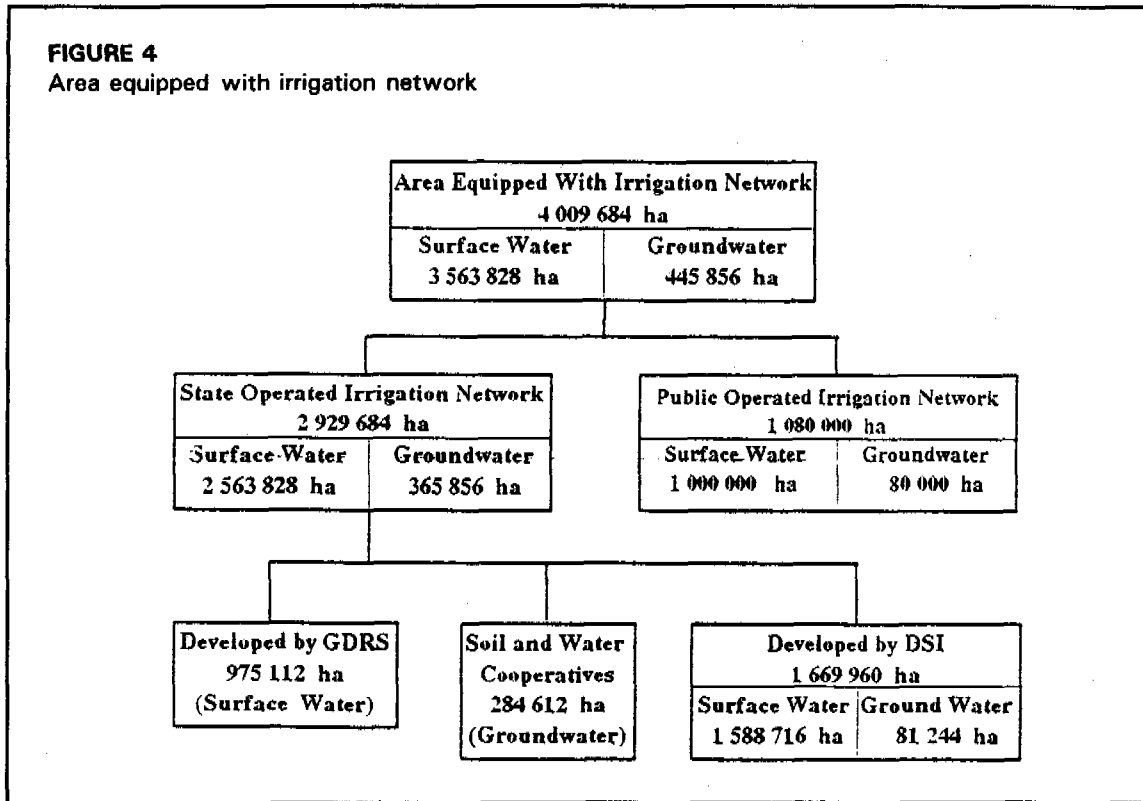 FIGURE 4
Area equipped with irrigation network
Area Equipped With Irrigation Network
4 009 684 ha
Surface Water
3 563 828 ha
Groundwater
445 856 ha
State Operated Irrigation Network
2 929 684 ha
Surface Water
2 563 828 ha
Groundwater
365 856 ha
Public Operated Irrigation Network
1 080 000 ha
Surface Water
1 000 000 ha
Groundwater
80 000 ha
Developed by GDRS
975 112 ha
(Surface Water)
Soil and Water
Cooperatives
284 612 ha
(Groundwater)
Developed by DSI
1 669 960 ha
Surface Water
1 588 716 ha
Ground Water
81 244 ha